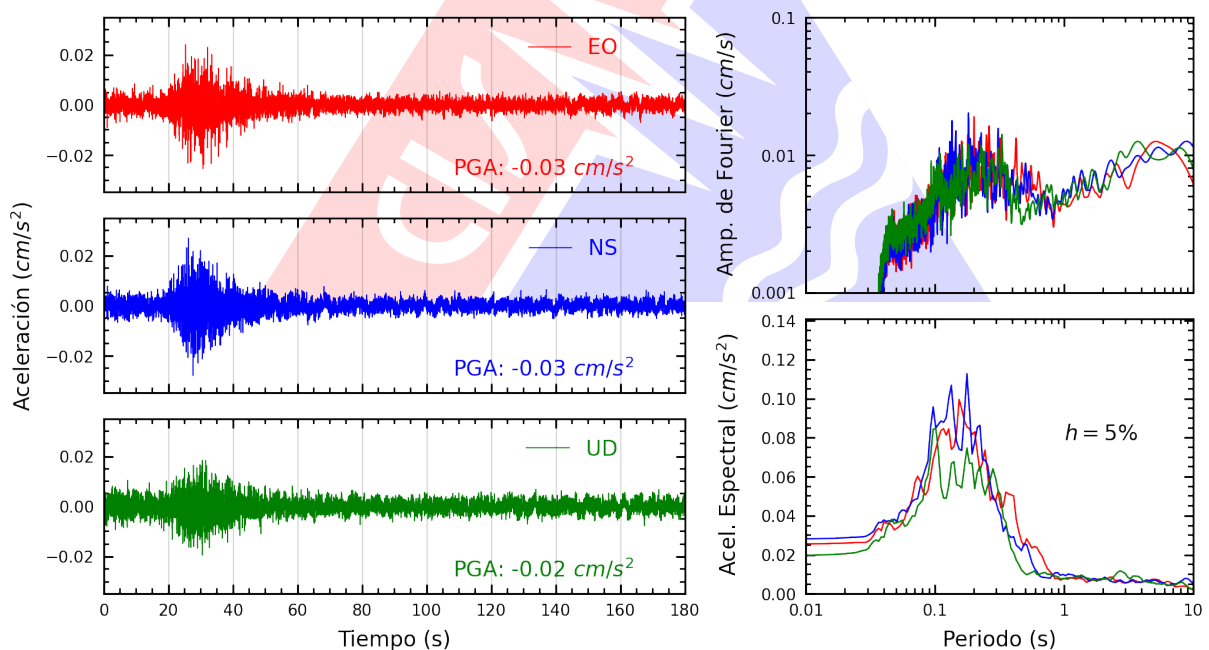 Aceleración (cm/s²)
0.02
0.00
−0.02
EO
PGA: -0.03 cm/s²
0.02
0.00
−0.02
NS
PGA: -0.03 cm/s²
0.02
0.00
−0.02
UD
PGA: -0.02 cm/s²
0 20 40 60 80 100 120 140 160 180
Tiempo (s)
Amp. de Fourier (cm/s)
0.1
0.01
0.001
Acel. Espectral (cm/s²)
0.14
0.12
0.10
0.08
0.06
0.04
0.02
0.00
h = 5%
0.01 0.1 1 10
Periodo (s)